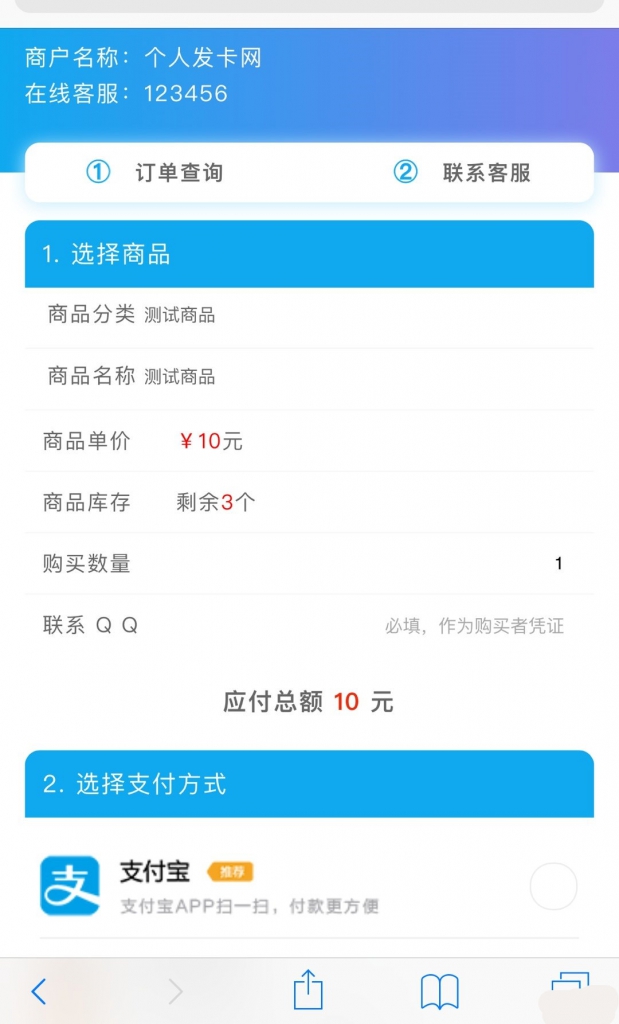 商户名称：个人发卡网
在线客服：123456
① 订单查询 ② 联系客服
1. 选择商品
商品分类 测试商品
商品名称 测试商品
商品单价 ￥10元
商品库存 剩余3个
购买数量 1
联系 Q Q 必填，作为购买者凭证
应付总额 10 元
2. 选择支付方式
支 支付宝 推荐
支付宝APP扫一扫，付款更方便